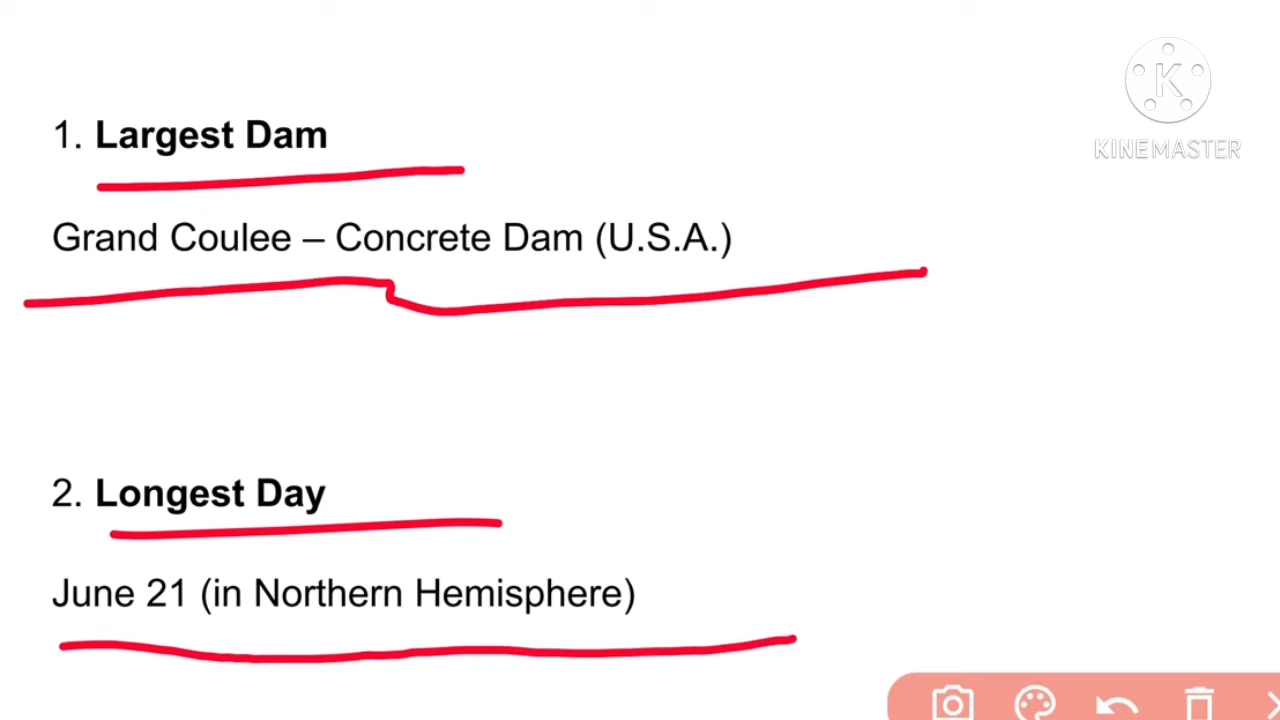 KINEMASTER
1. Largest Dam
Grand Coulee – Concrete Dam (U.S.A.)
2. Longest Day
June 21 (in Northern Hemisphere)